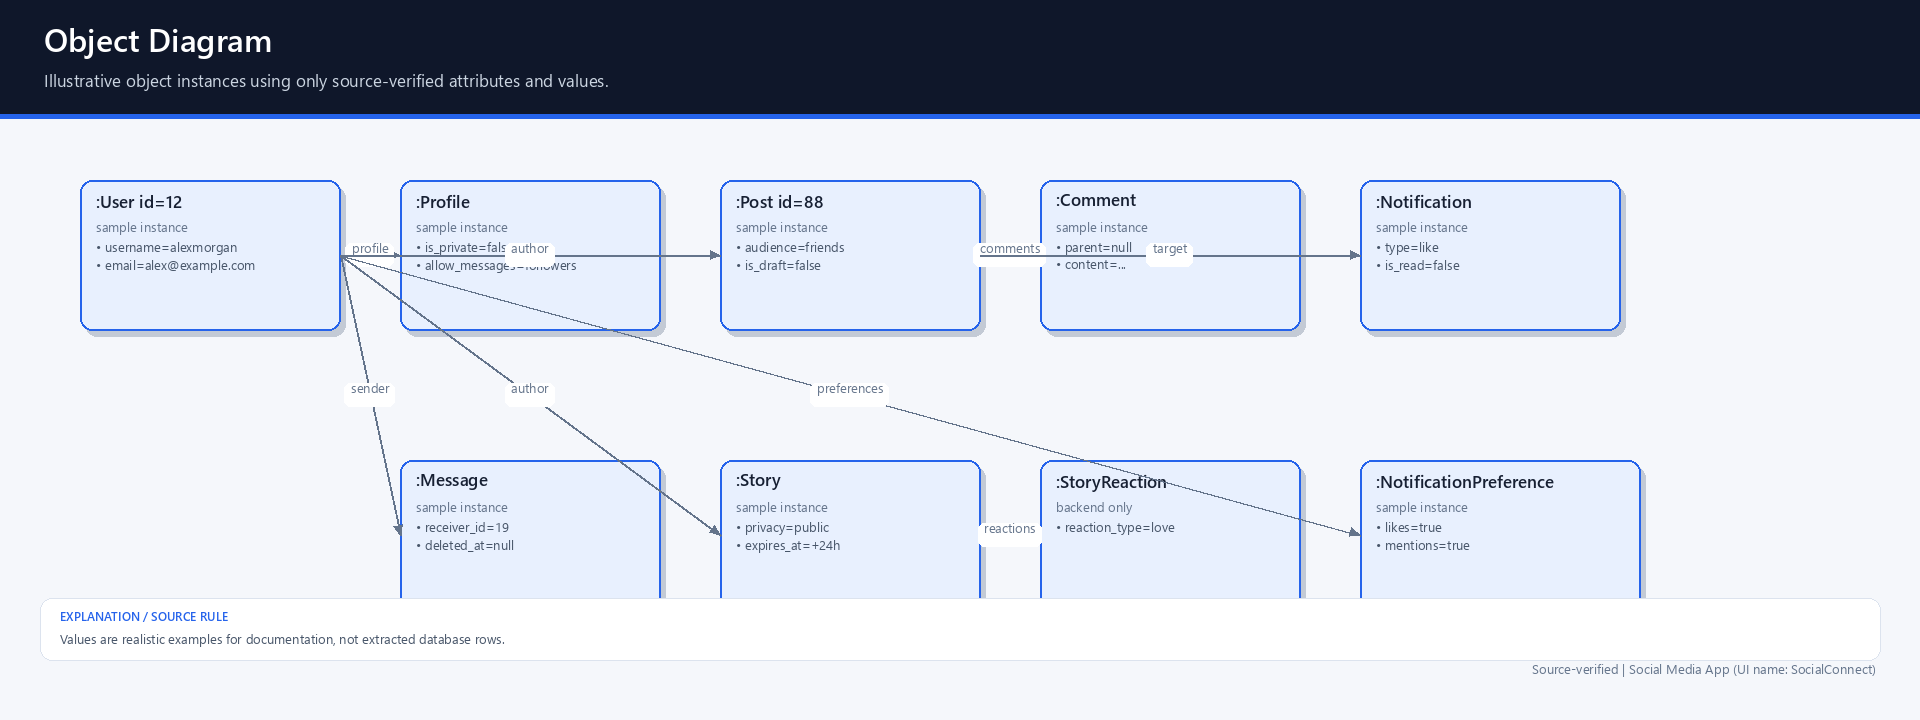 Object Diagram
Illustrative object instances using only source-verified attributes and values.
:User id=12
sample instance
• username=alexmorgan
• email=alex@example.com
profile
:Profile
sample instance
• is_private=false
• allow_messages=followers
author
:Post id=88
sample instance
• audience=friends
• is_draft=false
comments
:Comment
sample instance
• parent=null
• content=...
target
:Notification
sample instance
• type=like
• is_read=false
sender
author
preferences
:Message
sample instance
• receiver_id=19
• deleted_at=null
:Story
sample instance
• privacy=public
• expires_at=+24h
reactions
:StoryReaction
backend only
• reaction_type=love
:NotificationPreference
sample instance
• likes=true
• mentions=true
EXPLANATION / SOURCE RULE
Values are realistic examples for documentation, not extracted database rows.
Source-verified | Social Media App (UI name: SocialConnect)